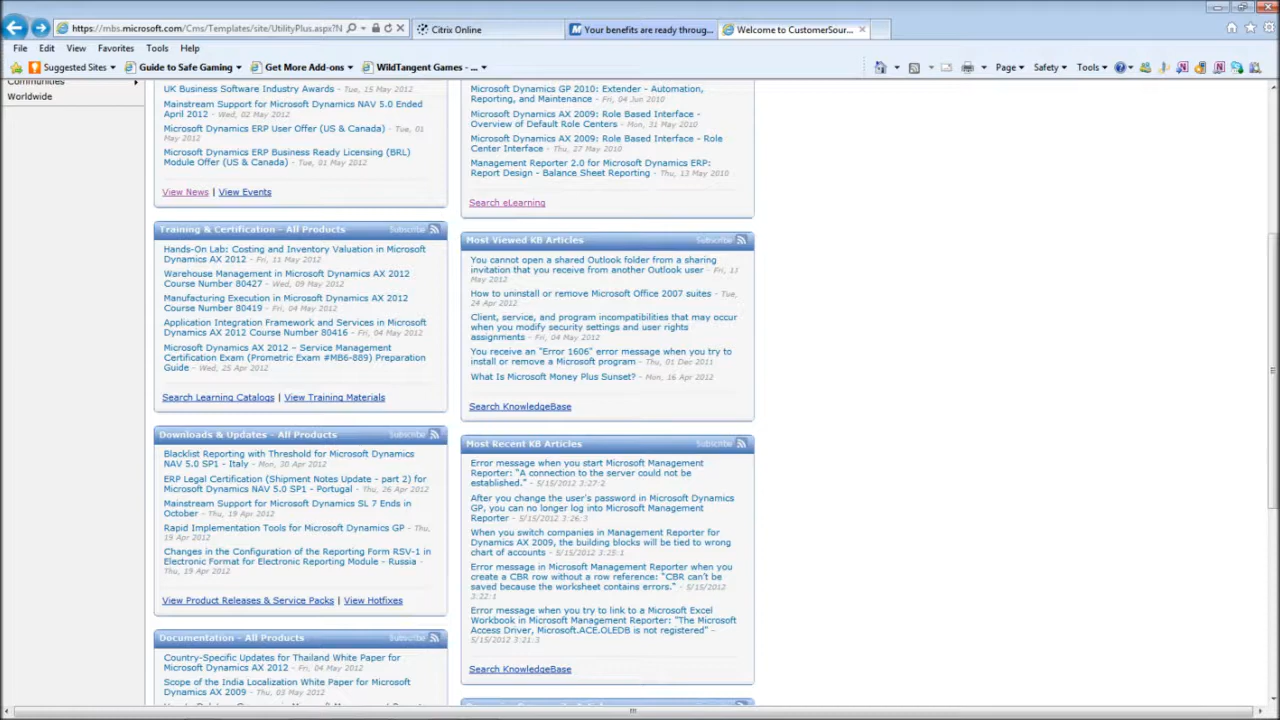 https://mbs.microsoft.com/Cms/Templates/site/UtilityPlus.aspx?N
Citrix Online
Your benefits are ready throug...
Welcome to CustomerSour...
File Edit View Favorites Tools Help
Suggested Sites
Guide to Safe Gaming
Get More Add-ons
WildTangent Games - ...
Page
Safety
Tools
Communities
Worldwide
UK Business Software Industry Awards - Tue, 15 May 2012
Mainstream Support for Microsoft Dynamics NAV 5.0 Ended
April 2012 - Wed, 02 May 2012
Microsoft Dynamics ERP User Offer (US & Canada) - Tue, 01
May 2012
Microsoft Dynamics ERP Business Ready Licensing (BRL)
Module Offer (US & Canada) - Tue, 01 May 2012
View News | View Events
Training & Certification - All Products
Subscribe
Hands-On Lab: Costing and Inventory Valuation in Microsoft
Dynamics AX 2012 - Fri, 11 May 2012
Warehouse Management in Microsoft Dynamics AX 2012
Course Number 80427 - Wed, 09 May 2012
Manufacturing Execution in Microsoft Dynamics AX 2012
Course Number 80419 - Fri, 04 May 2012
Application Integration Framework and Services in Microsoft
Dynamics AX 2012 Course Number 80416 - Fri, 04 May 2012
Microsoft Dynamics AX 2012 – Service Management
Certification Exam (Prometric Exam #MB6-889) Preparation
Guide - Wed, 25 Apr 2012
Search Learning Catalogs | View Training Materials
Downloads & Updates - All Products
Subscribe
Blacklist Reporting with Threshold for Microsoft Dynamics
NAV 5.0 SP1 - Italy - Mon, 30 Apr 2012
ERP Legal Certification (Shipment Notes Update - part 2) for
Microsoft Dynamics NAV 5.0 SP1 - Portugal - Thu, 26 Apr 2012
Mainstream Support for Microsoft Dynamics SL 7 Ends in
October - Thu, 19 Apr 2012
Rapid Implementation Tools for Microsoft Dynamics GP - Thu,
19 Apr 2012
Changes in the Configuration of the Reporting Form RSV-1 in
Electronic Format for Electronic Reporting Module - Russia -
Thu, 19 Apr 2012
View Product Releases & Service Packs | View Hotfixes
Documentation - All Products
Subscribe
Country-Specific Updates for Thailand White Paper for
Microsoft Dynamics AX 2012 - Fri, 04 May 2012
Scope of the India Localization White Paper for Microsoft
Dynamics AX 2009 - Thu, 03 May 2012
Microsoft Dynamics GP 2010: Extender - Automation,
Reporting, and Maintenance - Fri, 04 Jun 2010
Microsoft Dynamics AX 2009: Role Based Interface -
Overview of Default Role Centers - Mon, 31 May 2010
Microsoft Dynamics AX 2009: Role Based Interface - Role
Center Interface - Thu, 27 May 2010
Management Reporter 2.0 for Microsoft Dynamics ERP:
Report Design - Balance Sheet Reporting - Thu, 13 May 2010
Search eLearning
Most Viewed KB Articles
Subscribe
You cannot open a shared Outlook folder from a sharing
invitation that you receive from another Outlook user - Fri, 11
May 2012
How to uninstall or remove Microsoft Office 2007 suites - Tue,
24 Apr 2012
Client, service, and program incompatibilities that may occur
when you modify security settings and user rights
assignments - Fri, 04 May 2012
You receive an "Error 1606" error message when you try to
install or remove a Microsoft program - Thu, 01 Dec 2011
What Is Microsoft Money Plus Sunset? - Mon, 16 Apr 2012
Search KnowledgeBase
Most Recent KB Articles
Subscribe
Error message when you start Microsoft Management
Reporter: "A connection to the server could not be
established." - 5/15/2012 3:27:2
After you change the user's password in Microsoft Dynamics
GP, you can no longer log into Microsoft Management
Reporter - 5/15/2012 3:26:3
When you switch companies in Management Reporter for
Dynamics AX 2009, the building blocks will be tied to wrong
chart of accounts - 5/15/2012 3:25:1
Error message in Microsoft Management Reporter when you
create a CBR row without a row reference: "CBR can't be
saved because the worksheet contains errors." - 5/15/2012
3:22:1
Error message when you try to link to a Microsoft Excel
Workbook in Microsoft Management Reporter: "The Microsoft
Access Driver, Microsoft.ACE.OLEDB is not registered" -
5/15/2012 3:21:3
Search KnowledgeBase